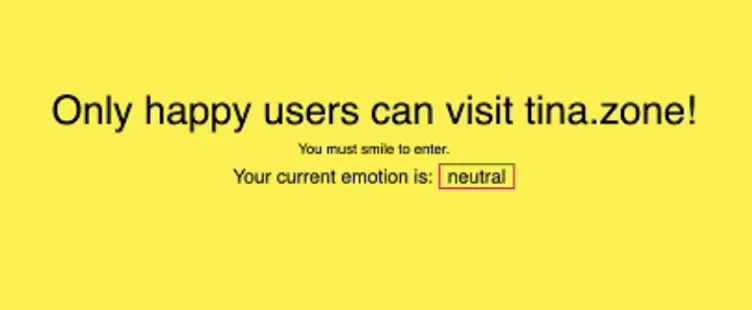 Only happy users can visit tina.zone!
You must smile to enter.
Your current emotion is: neutral